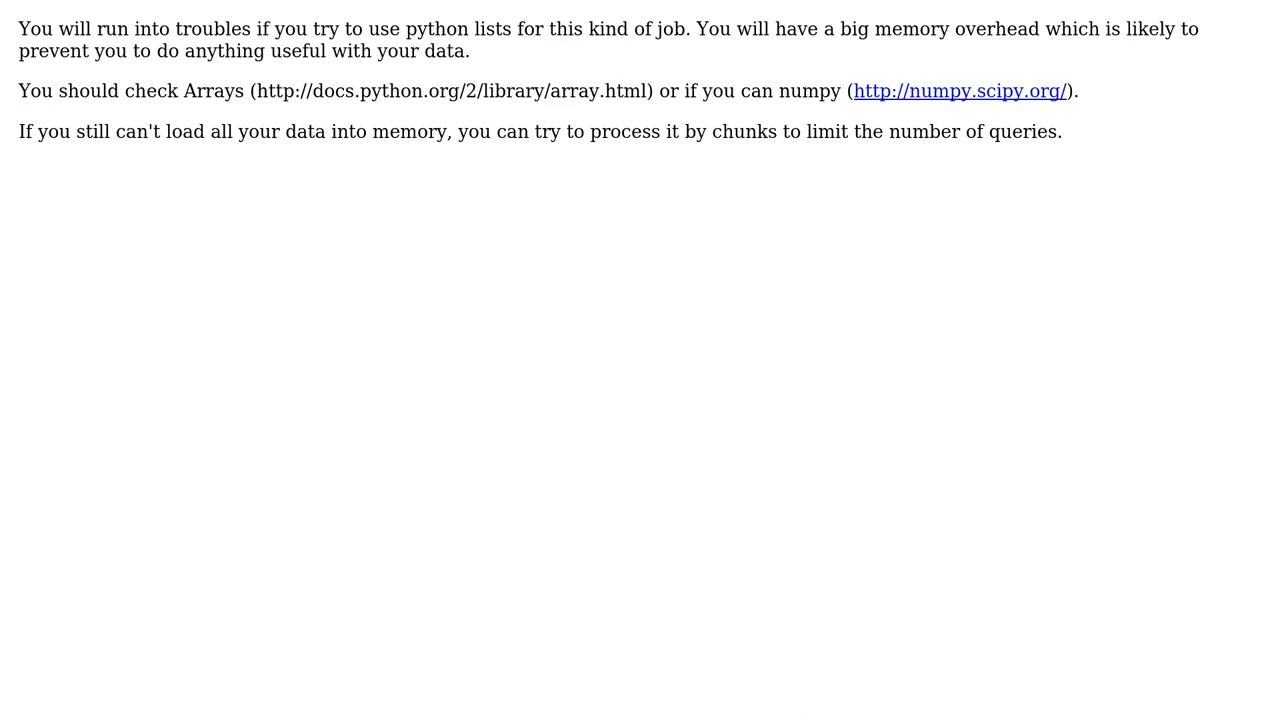 You will run into troubles if you try to use python lists for this kind of job. You will have a big memory overhead which is likely to
prevent you to do anything useful with your data.
You should check Arrays (http://docs.python.org/2/library/array.html) or if you can numpy (http://numpy.scipy.org/).
If you still can't load all your data into memory, you can try to process it by chunks to limit the number of queries.